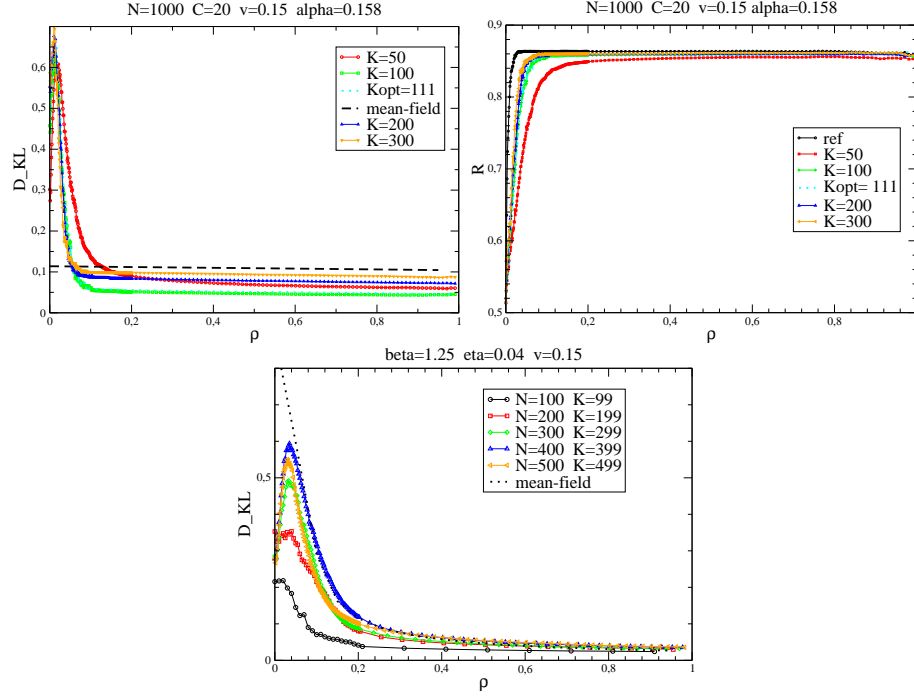 N=1000 C=20 v=0.15 alpha=0.158
D_KL
0,6
0,5
0,4
0,3
0,2
0,1
0
0
0,2
0,4
0,6
0,8
1
ρ
K=50
K=100
Kopt=111
mean-field
K=200
K=300
N=1000 C=20 v=0.15 alpha=0.158
R
0,9
0,8
0,7
0,6
0,5
0
0,2
0,4
0,6
0,8
ρ
ref
K=50
K=100
Kopt= 111
K=200
K=300
beta=1.25 eta=0.04 v=0.15
D_KL
0,5
0
0
0,2
0,4
0,6
0,8
1
ρ
N=100 K=99
N=200 K=199
N=300 K=299
N=400 K=399
N=500 K=499
mean-field